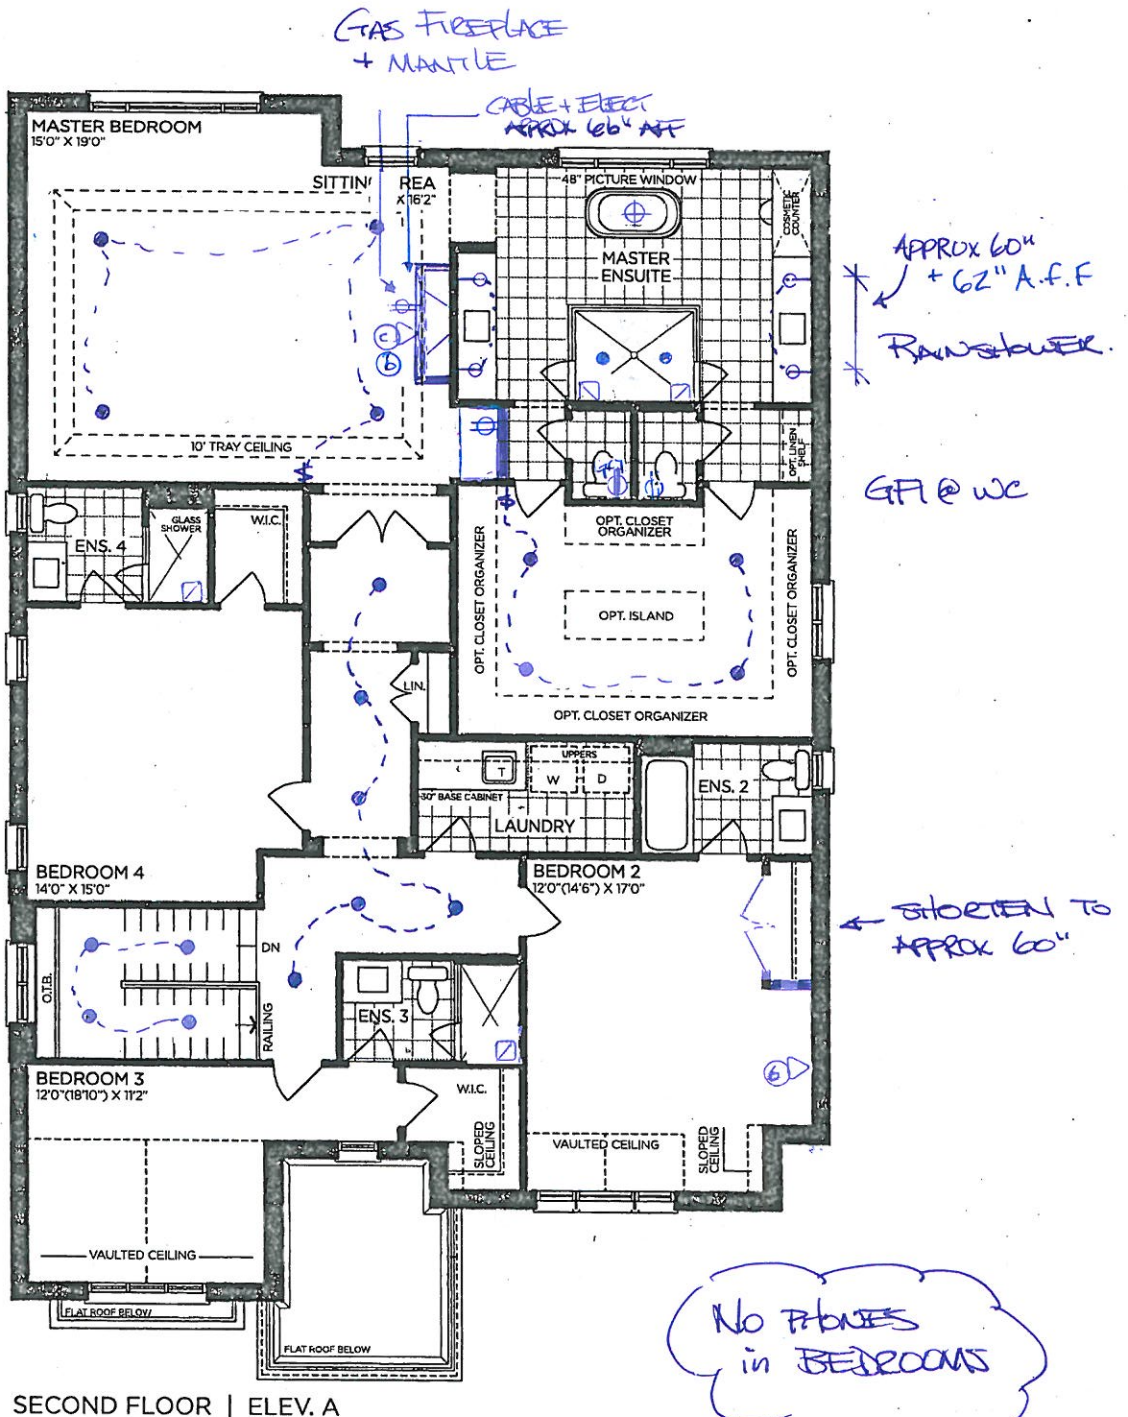 GAS FIREPLACE
+ MANTLE
CABLE + ELECT
APPROX 66" AFF
MASTER BEDROOM
15'0" X 19'0"
SITTIN REA
X 16'2"
48" PICTURE WINDOW
COSMETIC
COUNTER
MASTER
ENSUITE
APPROX 60"
+ 62" A.F.F
RAINSHOWER.
c
b
10' TRAY CEILING
OPT. LINEN
SHELF
GFI @ WC
ENS. 4
GLASS
SHOWER
W.I.C.
OPT. CLOSET
ORGANIZER
OPT. CLOSET ORGANIZER
OPT. ISLAND
OPT. CLOSET ORGANIZER
OPT. CLOSET ORGANIZER
LIN.
UPPERS
T
W
D
30" BASE CABINET
LAUNDRY
ENS. 2
BEDROOM 4
14'0" X 15'0"
BEDROOM 2
12'0"(14'6") X 17'0"
SHORTEN TO
APPROX 60"
DN
O.T.B.
RAILING
ENS. 3
BEDROOM 3
12'0"(18'10") X 11'2"
W.I.C.
6
SLOPED
CEILING
VAULTED CEILING
SLOPED
CEILING
VAULTED CEILING
FLAT ROOF BELOW
FLAT ROOF BELOW
NO PHONES
in BEDROOMS
SECOND FLOOR | ELEV. A